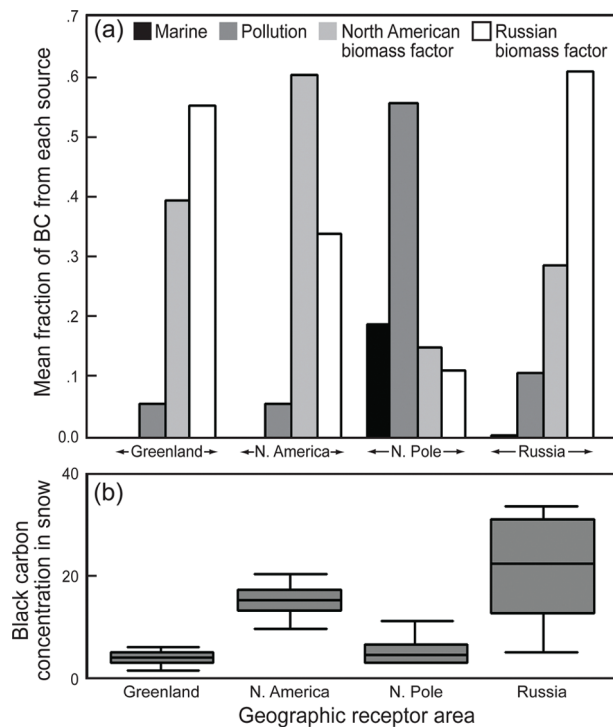 (a)
Marine
Pollution
North American
biomass factor
Russian
biomass factor
Mean fraction of BC from each source
.7
.6
.5
.4
.3
.2
.1
0.0
Greenland
N. America
N. Pole
Russia
(b)
Black carbon
concentration in snow
40
20
0
Greenland
N. America
N. Pole
Russia
Geographic receptor area